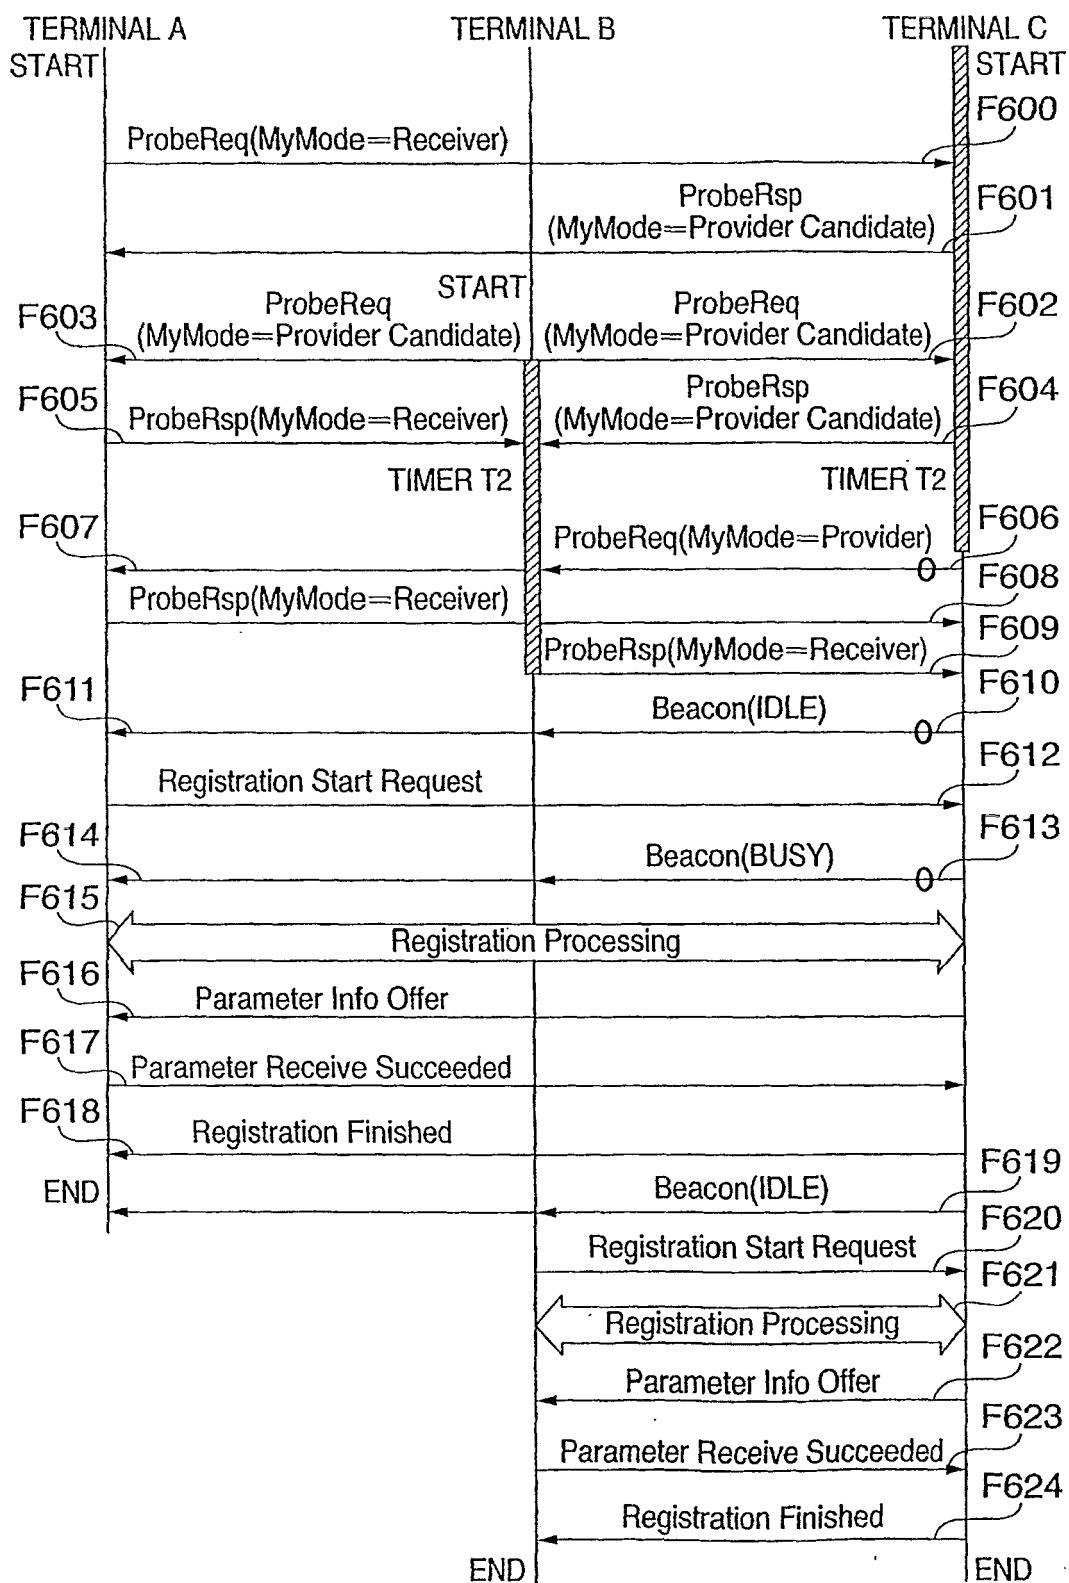 TERMINAL A TERMINAL B TERMINAL C
START START
F600
ProbeReq(MyMode=Receiver)
ProbeRsp F601
(MyMode=Provider Candidate)
START
F603 ProbeReq ProbeReq F602
(MyMode=Provider Candidate) (MyMode=Provider Candidate)
F605 ProbeRsp F604
ProbeRsp(MyMode=Receiver) (MyMode=Provider Candidate)
TIMER T2 TIMER T2
F607 F606
ProbeReq(MyMode=Provider)
F608
ProbeRsp(MyMode=Receiver)
F609
ProbeRsp(MyMode=Receiver)
F611 F610
Beacon(IDLE)
F612
Registration Start Request
F614 F613
Beacon(BUSY)
F615
Registration Processing
F616
Parameter Info Offer
F617
Parameter Receive Succeeded
F618
Registration Finished
END F619
Beacon(IDLE)
F620
Registration Start Request
F621
Registration Processing
F622
Parameter Info Offer
F623
Parameter Receive Succeeded
F624
Registration Finished
END END